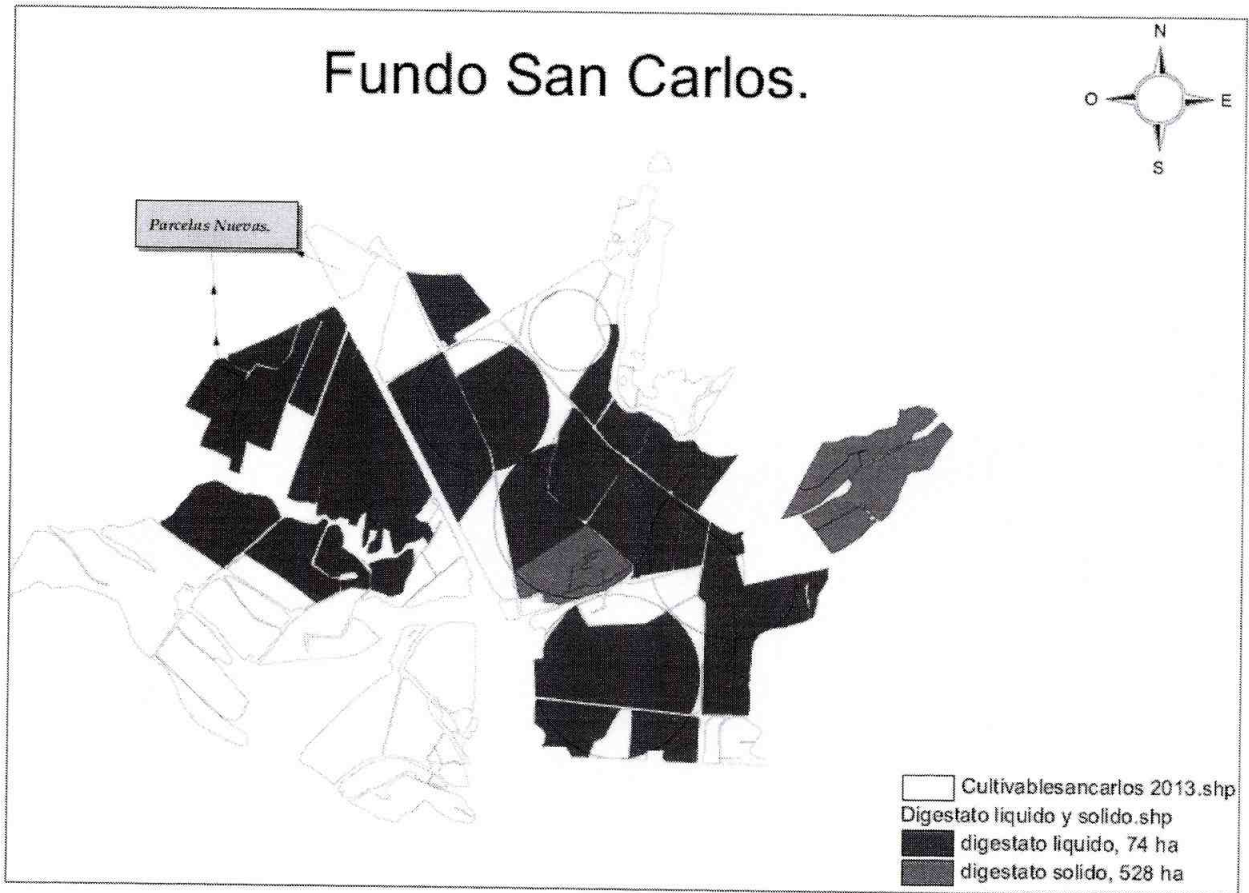 Fundo San Carlos.
N
O
E
S
Parcelas Nuevas.
Cultivablesancarlos 2013.shp
Digestato liquido y solido.shp
digestato liquido, 74 ha
digestato solido, 528 ha